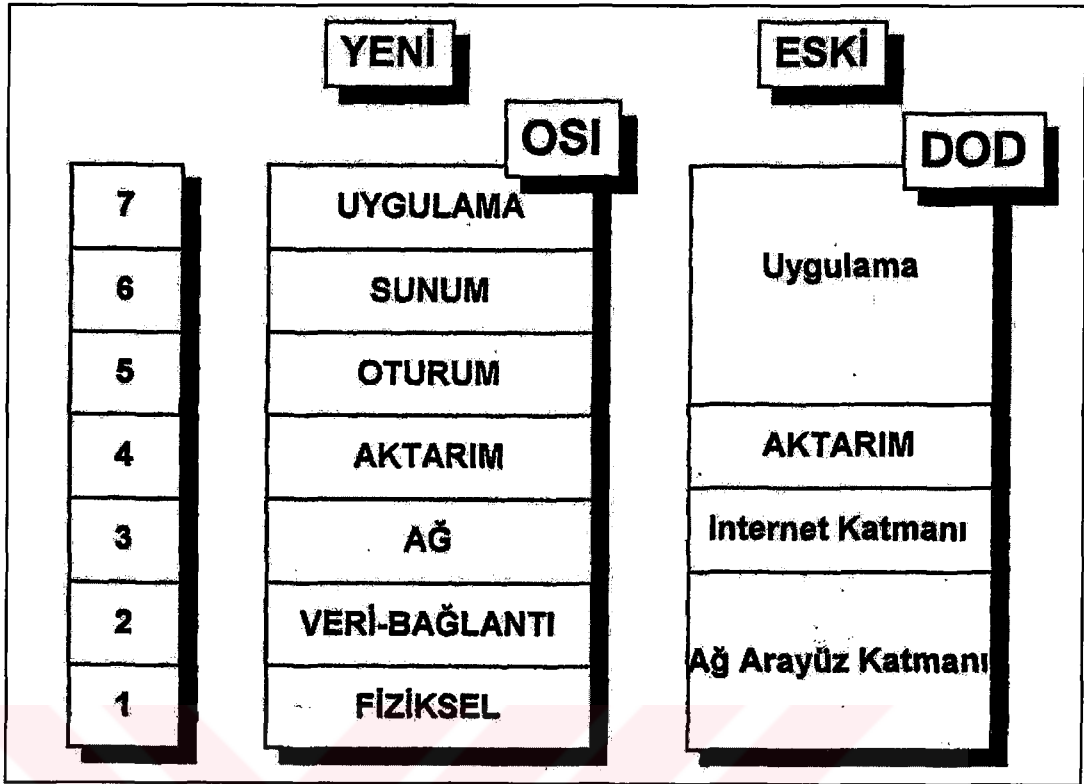 YENİ
ESKİ
OSI
DOD
7
UYGULAMA
6
SUNUM
5
OTURUM
4
AKTARIM
3
AĞ
2
VERİ-BAĞLANTI
1
FİZİKSEL
Uygulama
AKTARIM
Internet Katmanı
Ağ Arayüz Katmanı